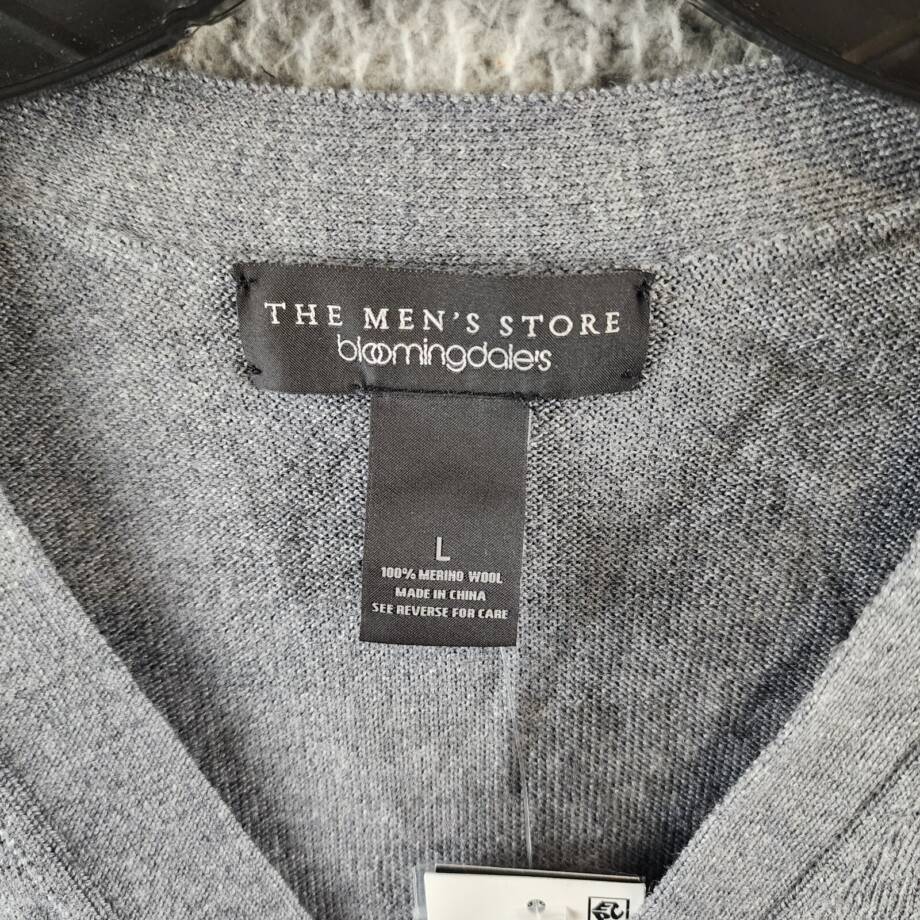 THE MEN'S STORE
bloomingdale's
L
100% MERINO WOOL
MADE IN CHINA
SEE REVERSE FOR CARE